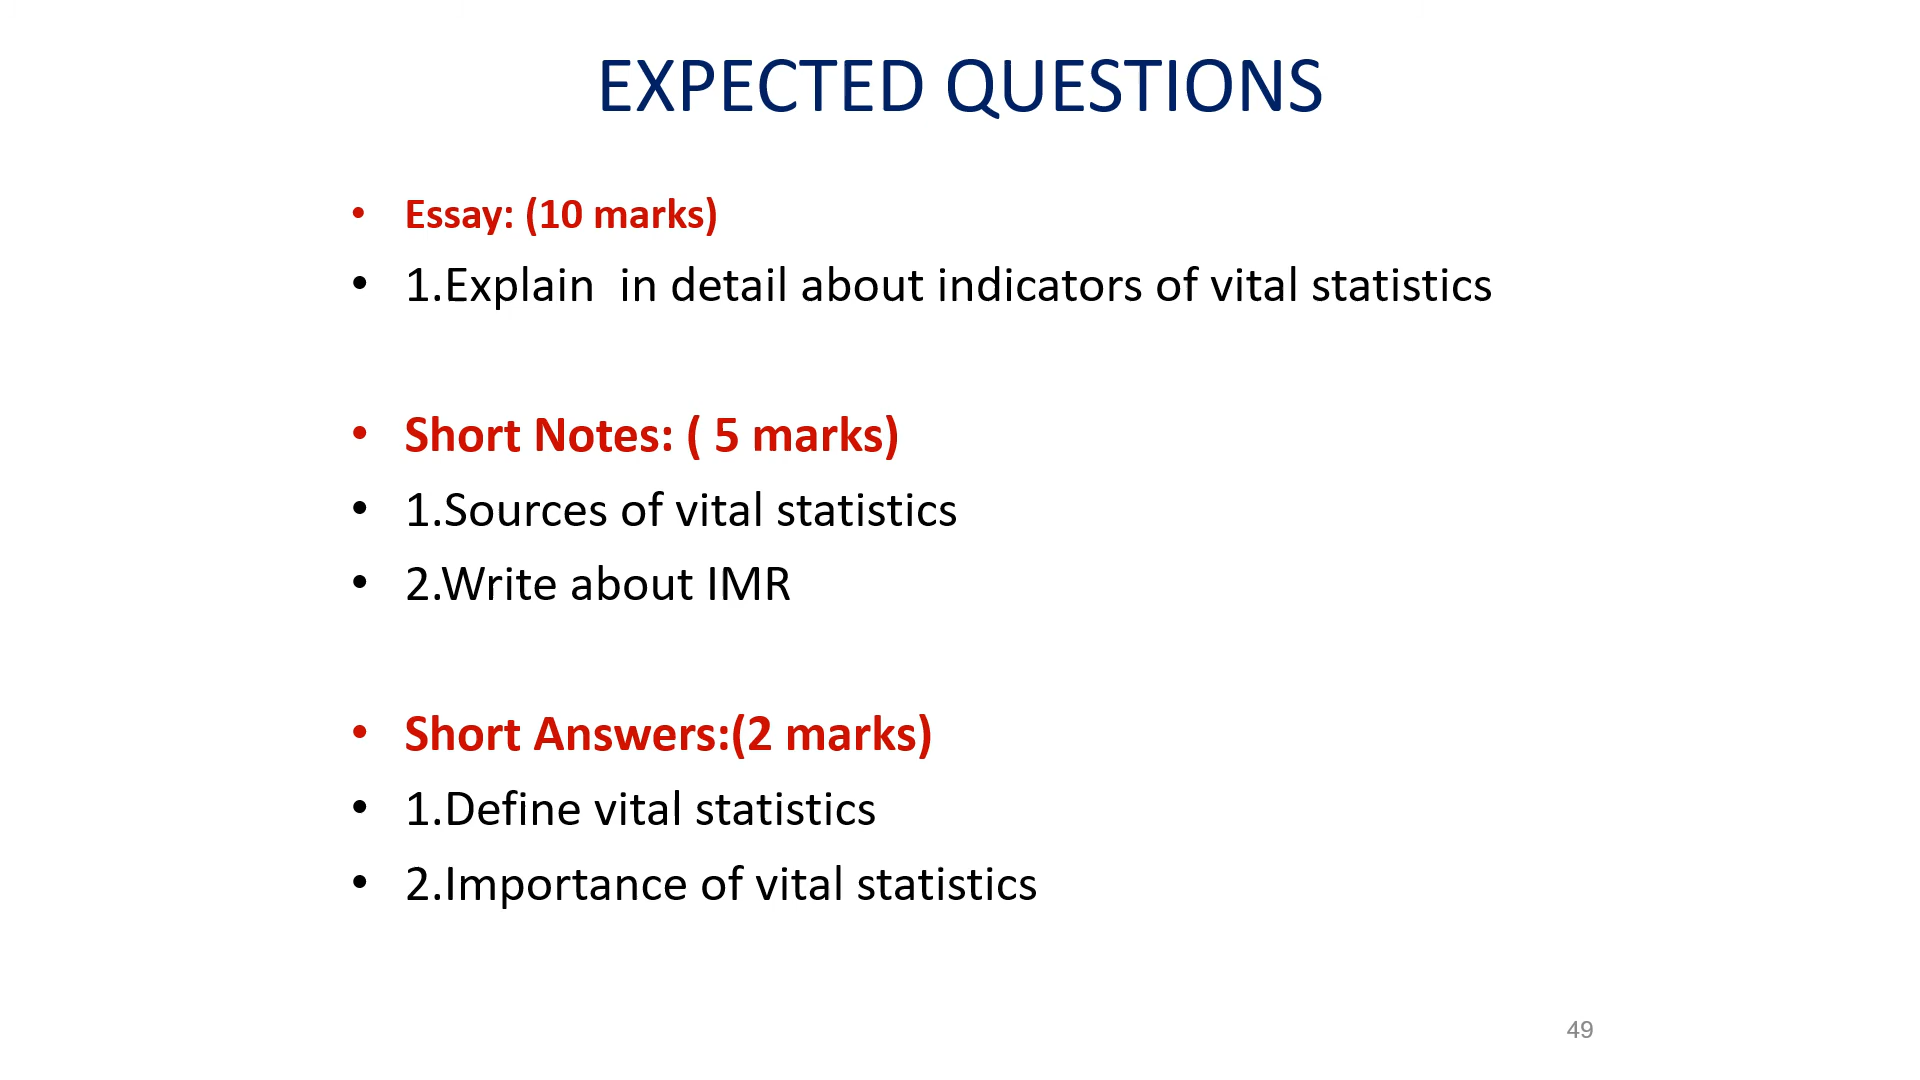 EXPECTED QUESTIONS
• Essay: (10 marks)
• 1.Explain  in detail about indicators of vital statistics
• Short Notes: ( 5 marks)
• 1.Sources of vital statistics
• 2.Write about IMR
• Short Answers:(2 marks)
• 1.Define vital statistics
• 2.Importance of vital statistics
49